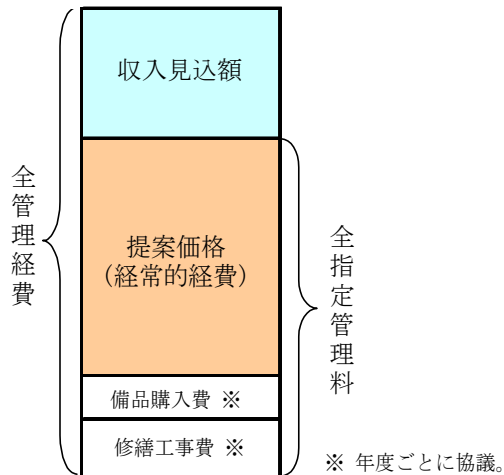 収入見込額
全管理経費
提案価格
（経常的経費）
全指定管理料
備品購入費 ※
修繕工事費 ※
※ 年度ごとに協議。